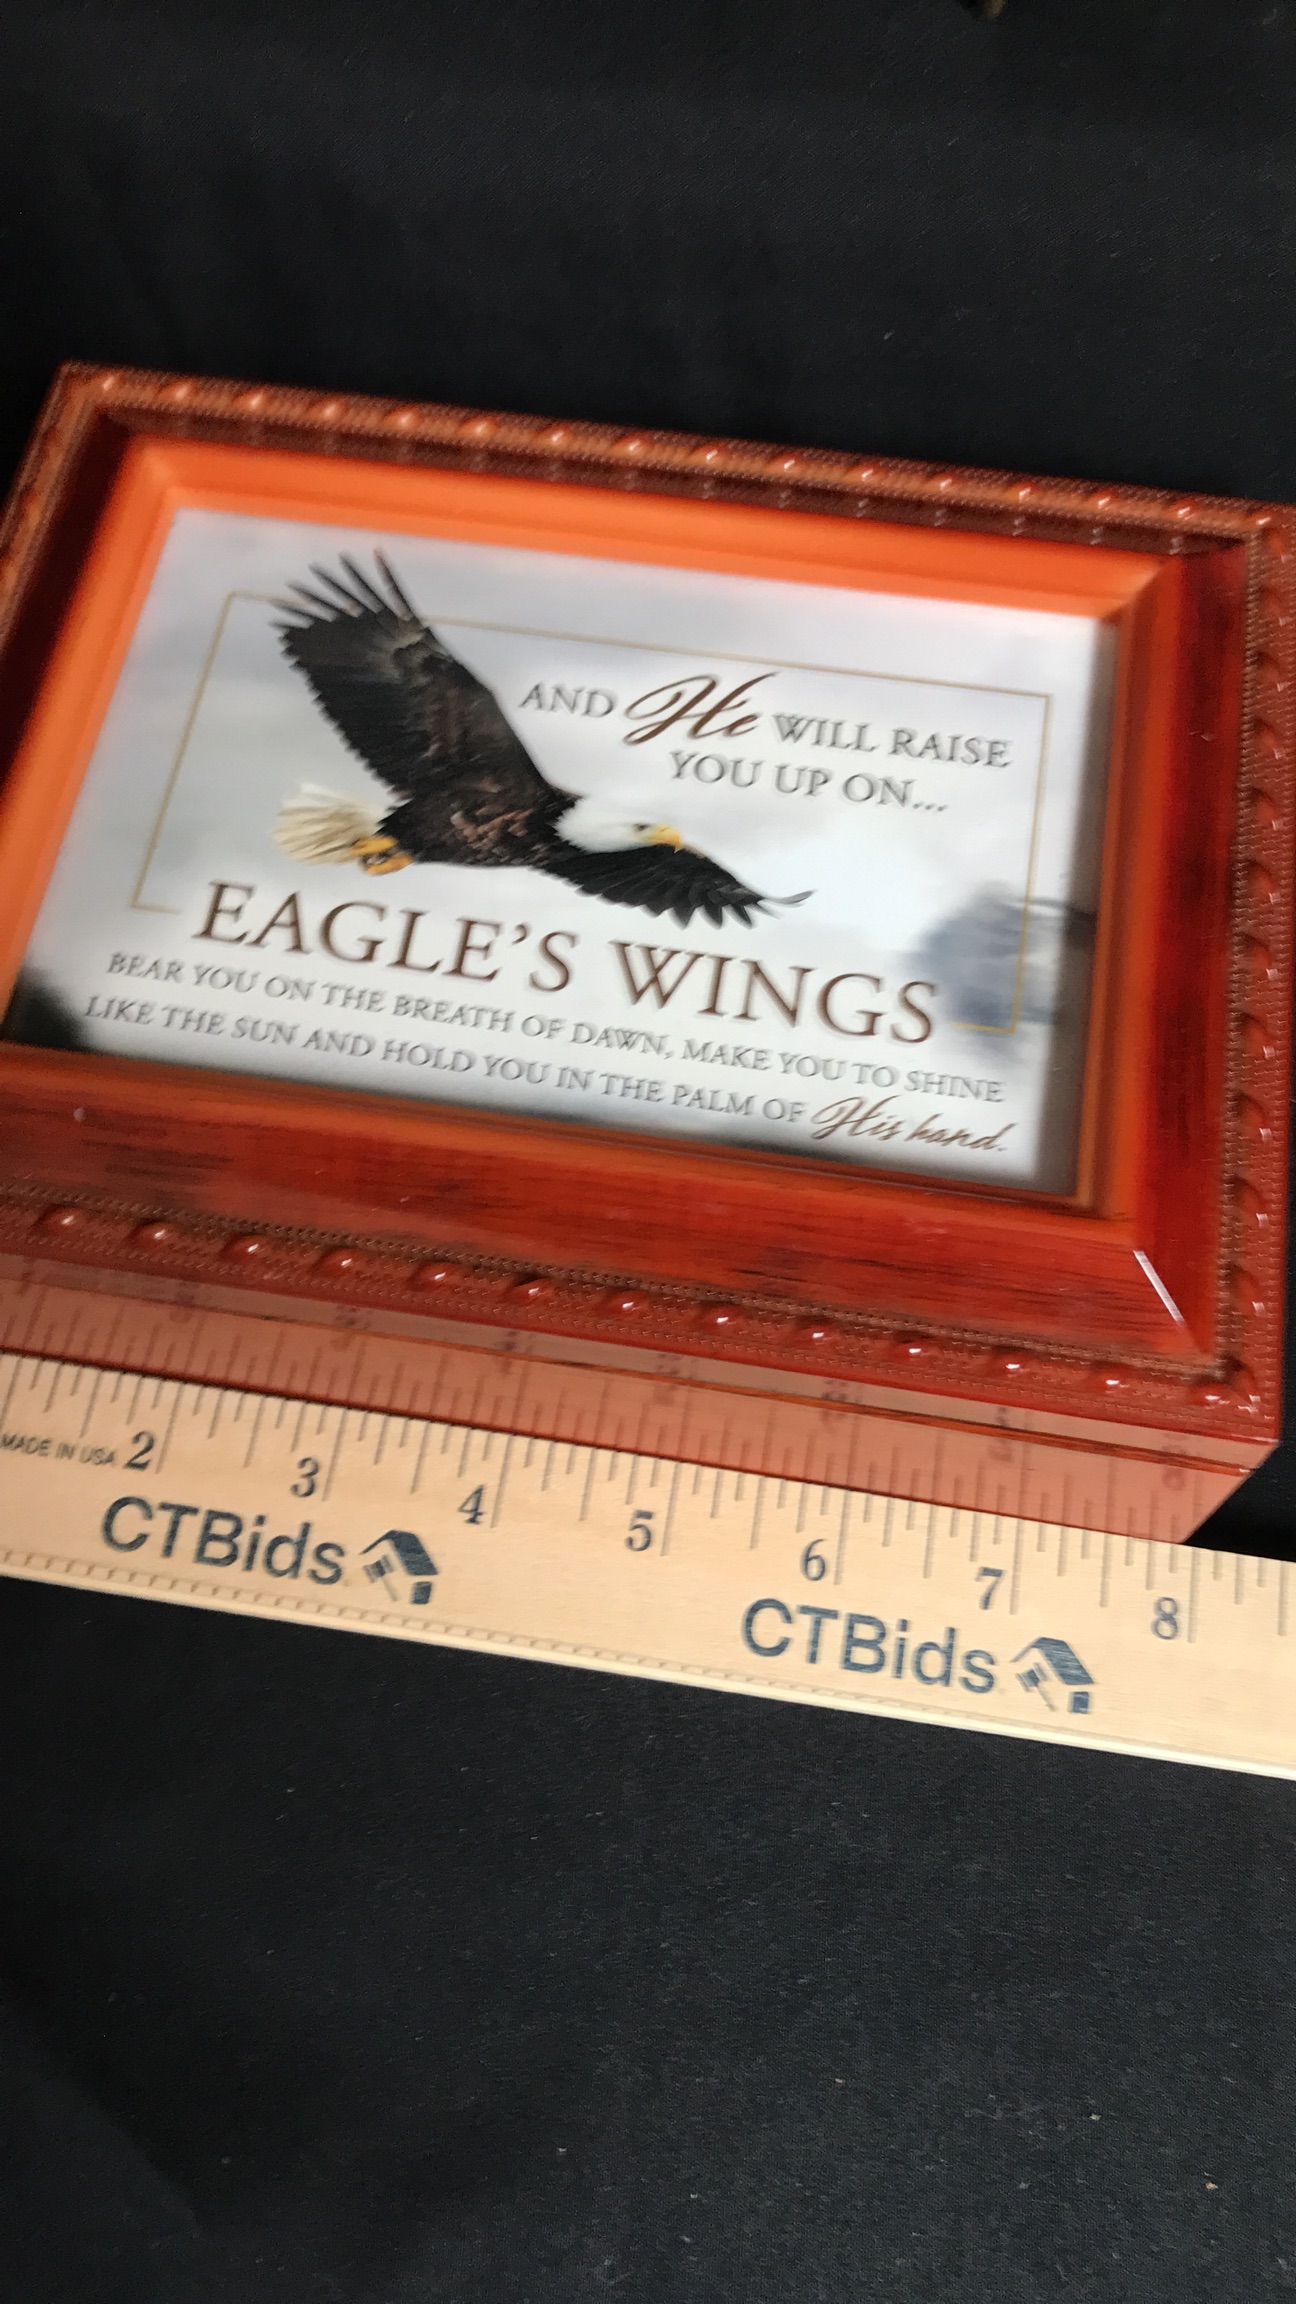 AND He WILL RAISE
YOU UP ON...
EAGLE'S WINGS
BEAR YOU ON THE BREATH OF DAWN, MAKE YOU TO SHINE
LIKE THE SUN AND HOLD YOU IN THE PALM OF His hand.
MADE IN USA 2 3 4 5 6 7 8
CTBids CTBids